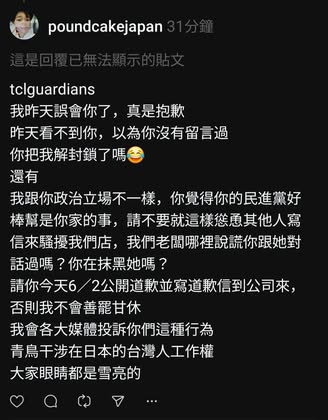 poundcakejapan 31分鐘
這是回覆已無法顯示的貼文
tclguardians
我昨天誤會你了，真是抱歉
昨天看不到你，以為你沒有留言過
你把我解封鎖了嗎😂
還有
我跟你政治立場不一樣，你覺得你的民進黨好
棒幫是你家的事，請不要就這樣慫恿其他人寫
信來騷擾我們店，我們老闆哪裡說謊你跟她對
話過嗎？你在抹黑她嗎？
請你今天6／2公開道歉並寫道歉信到公司來，
否則我不會善罷甘休
我會各大媒體投訴你們這種行為
青鳥干涉在日本的台灣人工作權
大家眼睛都是雪亮的